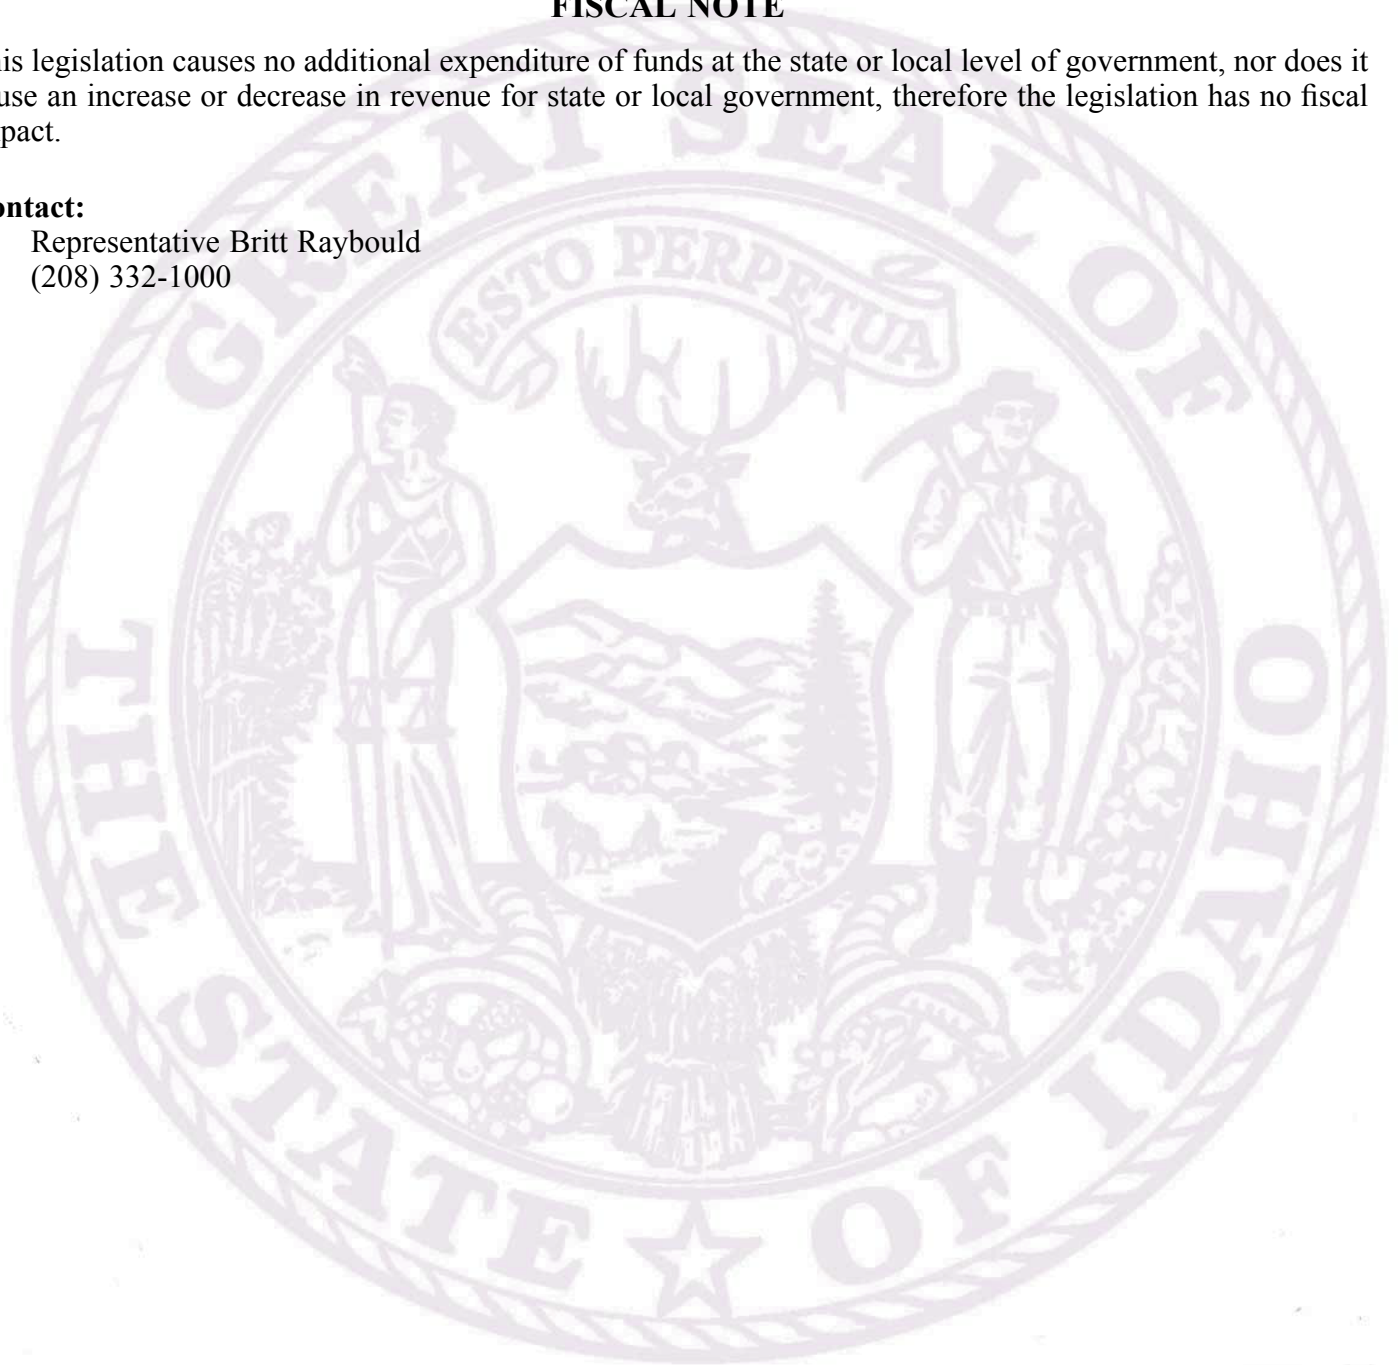 FISCAL NOTE
is legislation causes no additional expenditure of funds at the state or local level of government, nor does it
use an increase or decrease in revenue for state or local government, therefore the legislation has no fiscal
pact.
ontact:
Representative Britt Raybould
(208) 332-1000
GREAT SEAL OF
THE
STATE OF IDAHO
ESTO PERPETUA